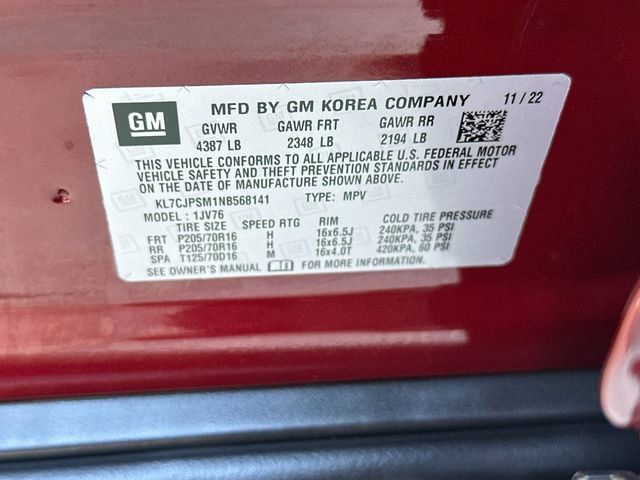 GM MFD BY GM KOREA COMPANY 11/22
GVWR GAWR FRT GAWR RR
4387 LB 2348 LB 2194 LB
THIS VEHICLE CONFORMS TO ALL APPLICABLE U.S. FEDERAL MOTOR
VEHICLE SAFETY AND THEFT PREVENTION STANDARDS IN EFFECT
ON THE DATE OF MANUFACTURE SHOWN ABOVE.
KL7CJPSM1NB568141 TYPE: MPV
MODEL: 1JV76
TIRE SIZE SPEED RTG RIM COLD TIRE PRESSURE
FRT P205/70R16 H 16x6.5J 240KPA, 35 PSI
RR P205/70R16 H 16x6.5J 240KPA, 35 PSI
SPA T125/70D16 M 16x4.0T 420KPA, 60 PSI
SEE OWNER'S MANUAL FOR MORE INFORMATION.